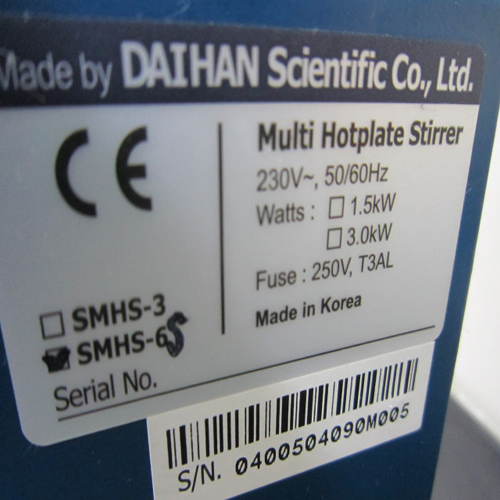 Made by DAIHAN Scientific Co., Ltd.
CE
Multi Hotplate Stirrer
230V~, 50/60Hz
Watts : ☐ 1.5kW
☐ 3.0kW
Fuse : 250V, T3AL
Made in Korea
☐ SMHS-3
☒ SMHS-6S
Serial No.
S/N. 0400504090M005